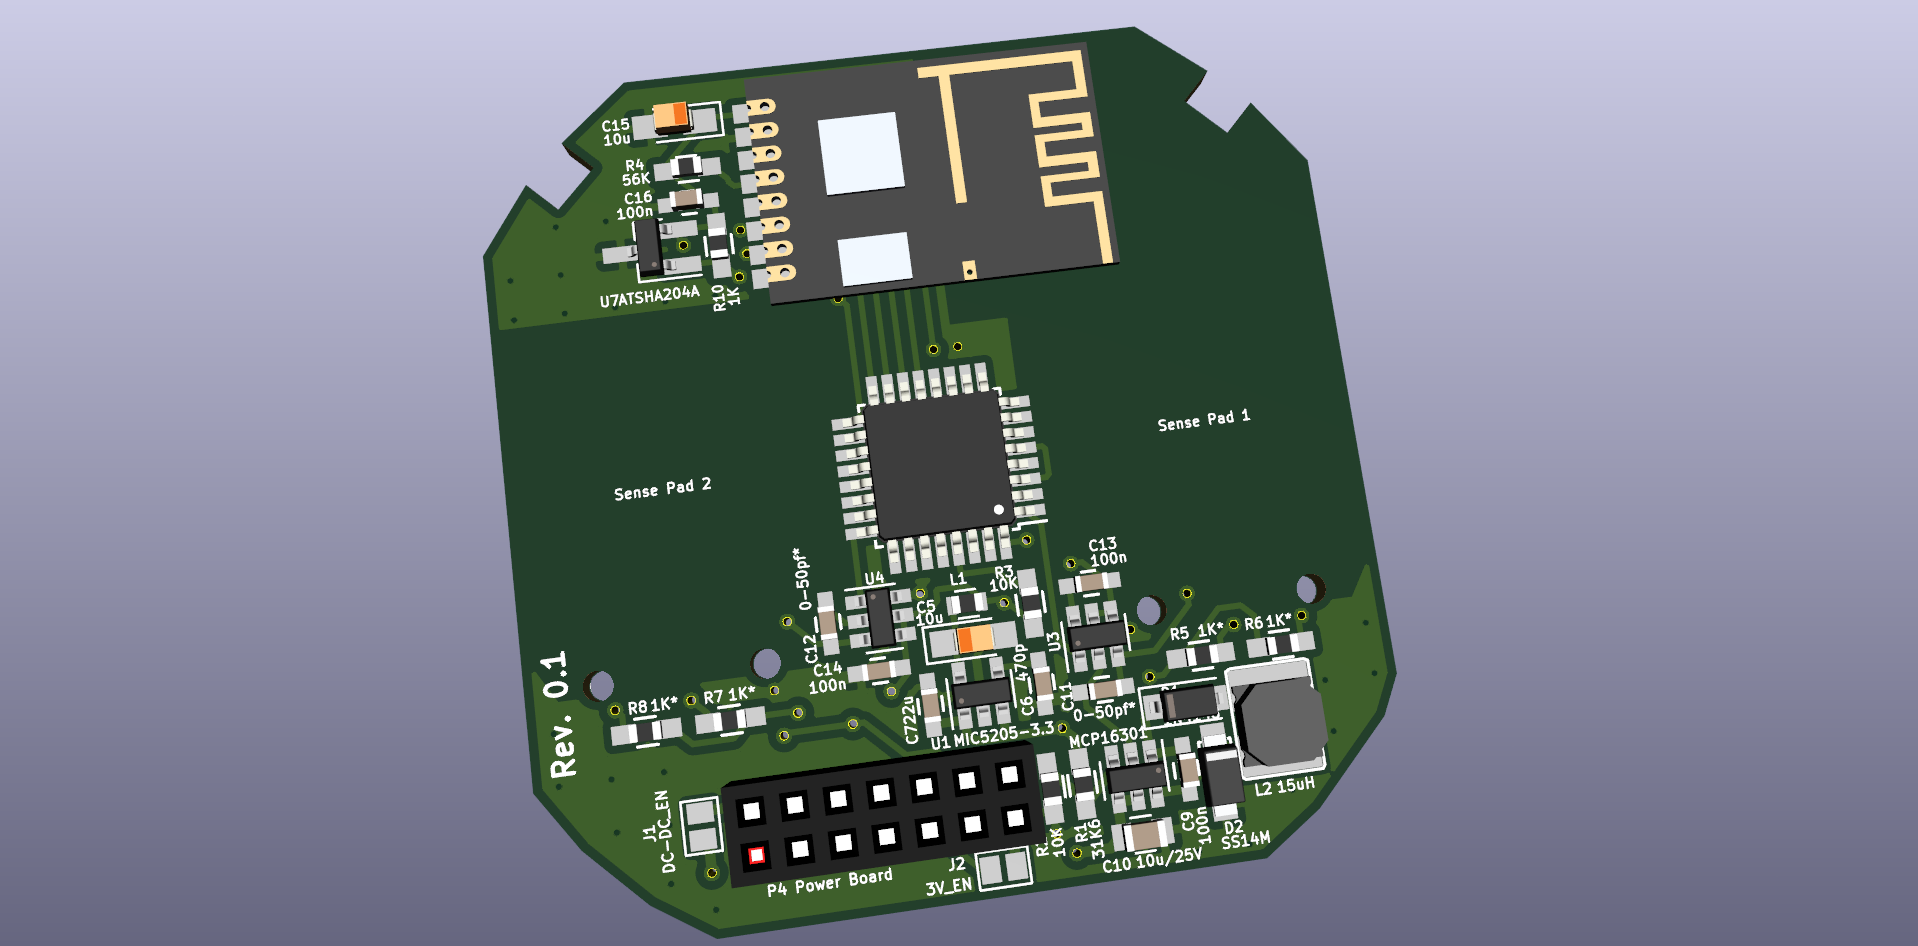 C15
10u
R4
56K
C16
100n
U7ATSHA204A
R10
1K
Sense Pad 1
Sense Pad 2
C13
100n
0-50pf*
U4
L1
R3
10K
C5
10u
C12
U3
R5 1K*
R6 1K*
C14
100n
470p
C6
C11
0-50pf*
Rev. 0.1
R8 1K*
R7 1K*
C7 22u
U1 MIC5205-3.3
MCP16301
L2 15uH
J1
DC-DC_EN
10K
R1
31K6
C9
100n
D2
SS14M
C10 10u/25V
J2
3V_EN
P4 Power Board